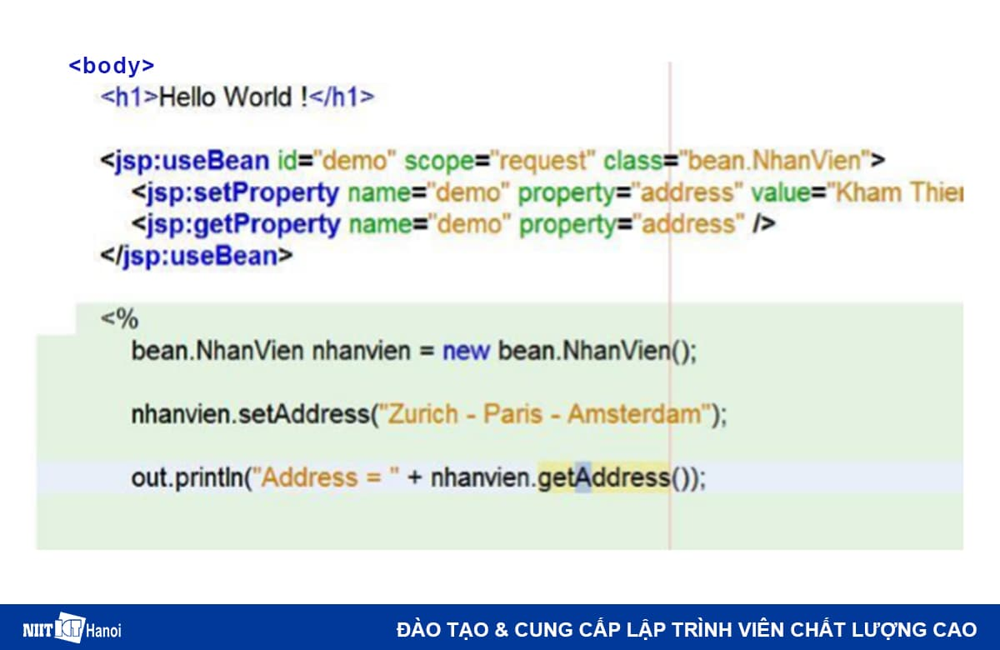 <body>
<h1>Hello World !</h1>
<jsp:useBean id="demo" scope="request" class="bean.NhanVien">
<jsp:setProperty name="demo" property="address" value="Kham Thien
<jsp:getProperty name="demo" property="address" />
</jsp:useBean>
<%
bean.NhanVien nhanvien = new bean.NhanVien();
nhanvien.setAddress("Zurich - Paris - Amsterdam");
out.println("Address = " + nhanvien.getAddress());
NIIT ICT Hanoi
ĐÀO TẠO & CUNG CẤP LẬP TRÌNH VIÊN CHẤT LƯỢNG CAO